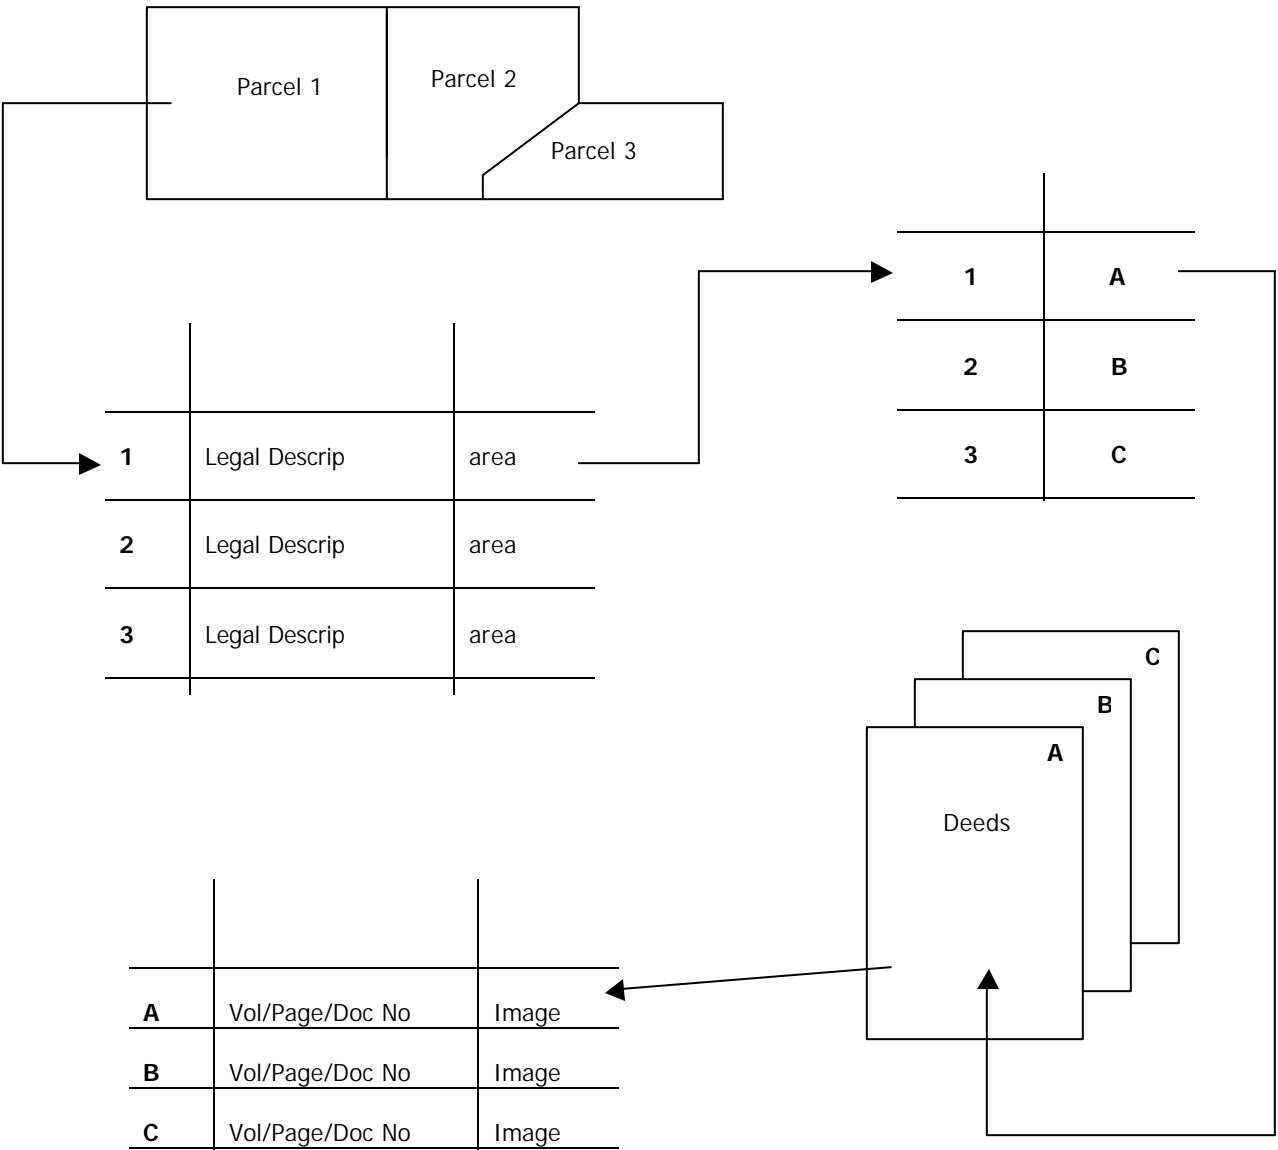 Parcel 1
Parcel 2
Parcel 3
1 A
2 B
3 C
1 Legal Descrip area
2 Legal Descrip area
3 Legal Descrip area
C
B
A
Deeds
A Vol/Page/Doc No Image
B Vol/Page/Doc No Image
C Vol/Page/Doc No Image